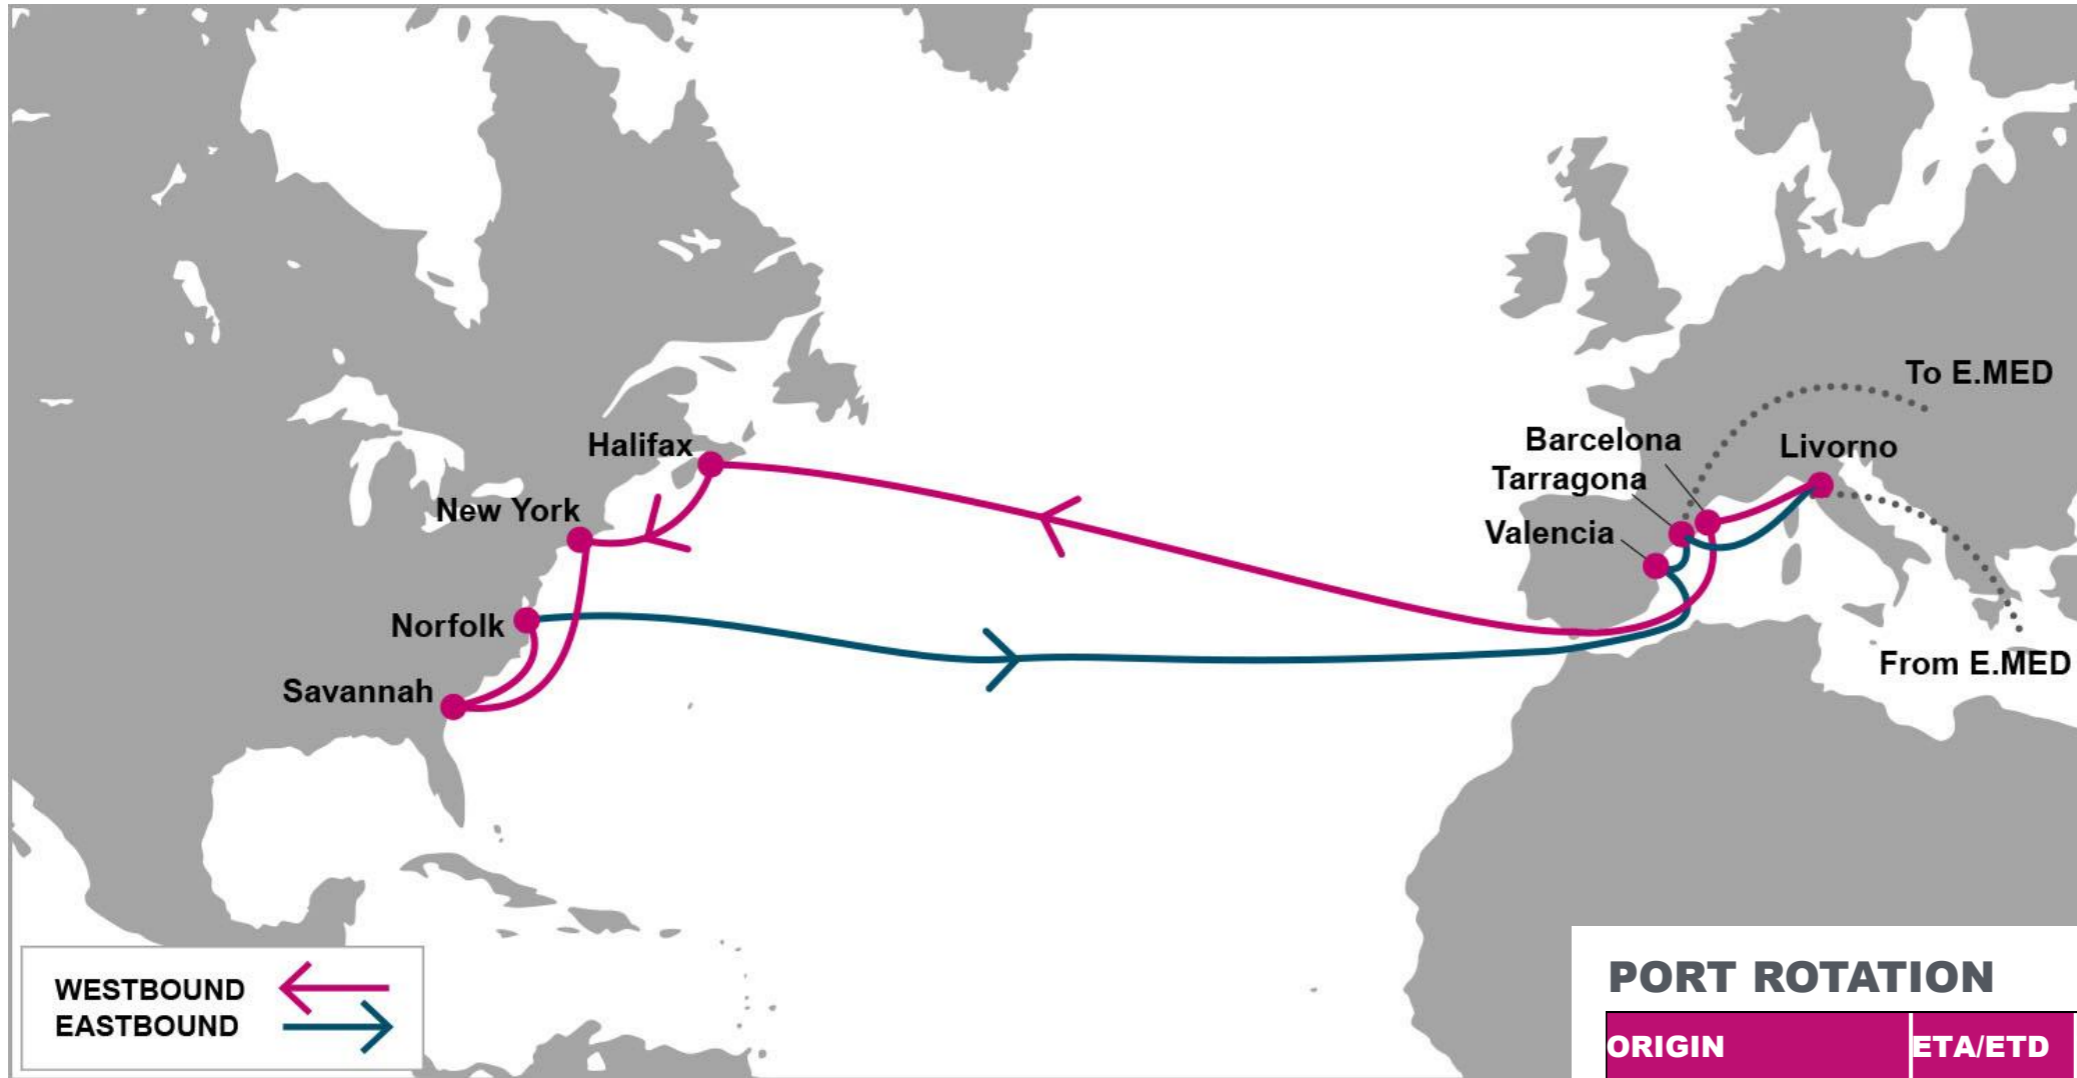 To E.MED
Barcelona
Livorno
Halifax
Tarragona
New York
Valencia
Norfolk
From E.MED
Savannah
WESTBOUND
EASTBOUND
PORT ROTATION
ORIGIN ETA/ETD